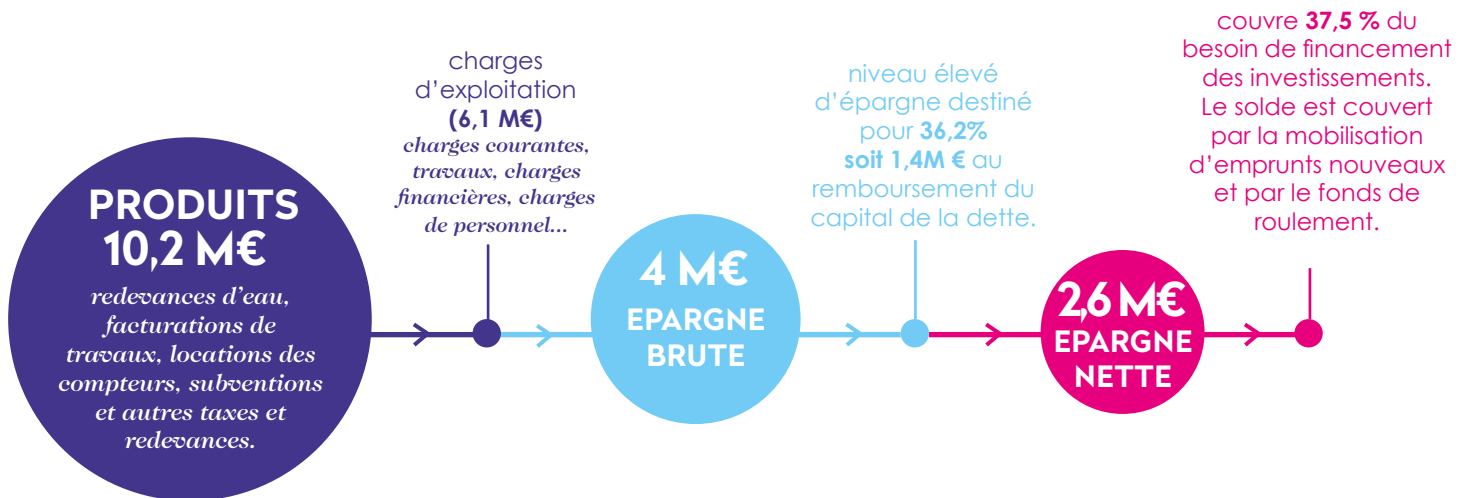 PRODUITS
10,2 M€
redevances d’eau,
facturations de
travaux, locations des
compteurs, subventions
et autres taxes et
redevances.
charges
d’exploitation
(6,1 M€)
charges courantes,
travaux, charges
financières, charges
de personnel...
4 M€
EPARGNE
BRUTE
niveau élevé
d’épargne destiné
pour 36,2%
soit 1,4M € au
remboursement du
capital de la dette.
2,6 M€
EPARGNE
NETTE
couvre 37,5 % du
besoin de financement
des investissements.
Le solde est couvert
par la mobilisation
d’emprunts nouveaux
et par le fonds de
roulement.